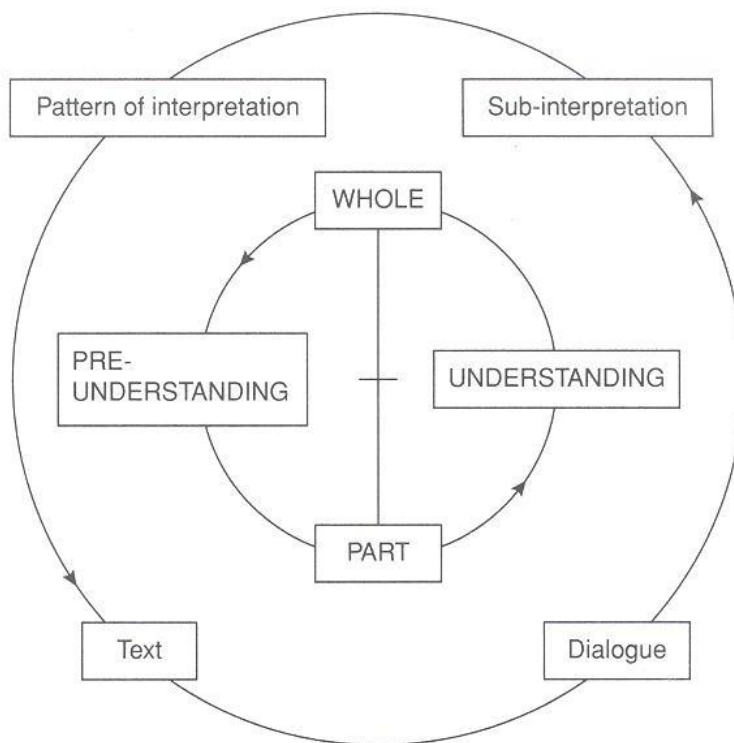 Pattern of interpretation
Sub-interpretation
WHOLE
PRE-
UNDERSTANDING
UNDERSTANDING
PART
Text
Dialogue